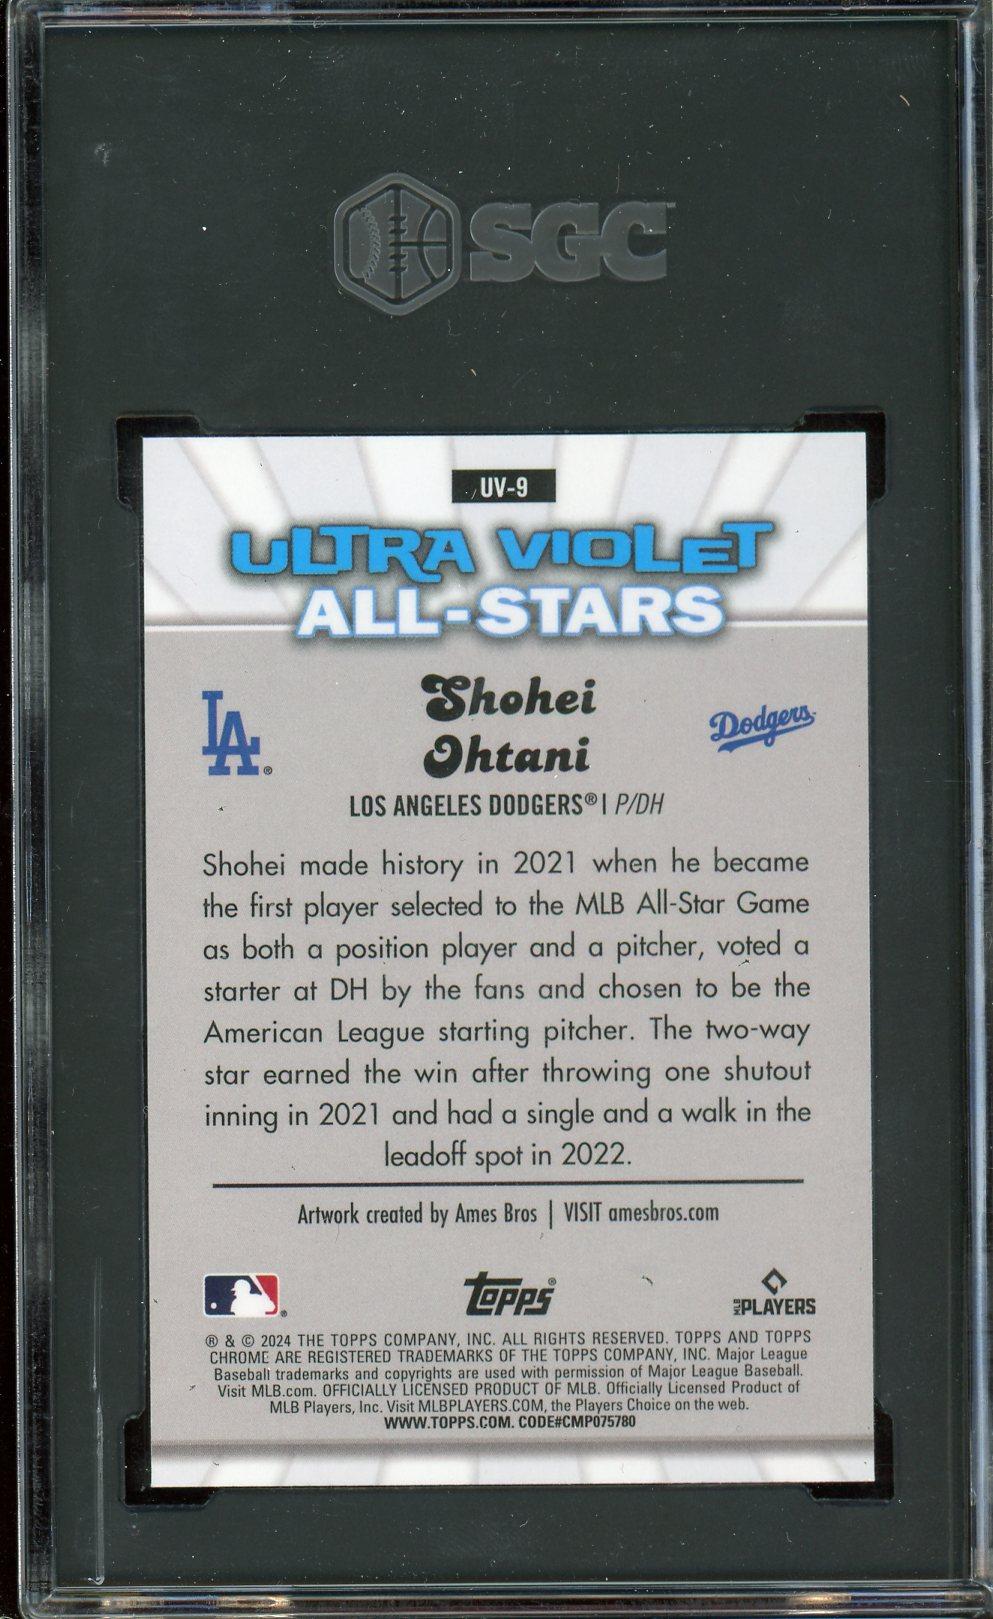 SGC
UV-9
ULTRA VIOLET
ALL-STARS
LA®
Shohei
Ohtani
Dodgers
LOS ANGELES DODGERS® | P/DH
Shohei made history in 2021 when he became
the first player selected to the MLB All-Star Game
as both a position player and a pitcher, voted a
starter at DH by the fans and chosen to be the
American League starting pitcher. The two-way
star earned the win after throwing one shutout
inning in 2021 and had a single and a walk in the
leadoff spot in 2022.
Artwork created by Ames Bros | VISIT amesbros.com
Topps®
MLB PLAYERS
® & © 2024 THE TOPPS COMPANY, INC. ALL RIGHTS RESERVED. TOPPS AND TOPPS
CHROME ARE REGISTERED TRADEMARKS OF THE TOPPS COMPANY, INC. Major League
Baseball trademarks and copyrights are used with permission of Major League Baseball.
Visit MLB.com. OFFICIALLY LICENSED PRODUCT OF MLB. Officially Licensed Product of
MLB Players, Inc. Visit MLBPLAYERS.COM, the Players Choice on the web.
WWW.TOPPS.COM. CODE#CMP075780